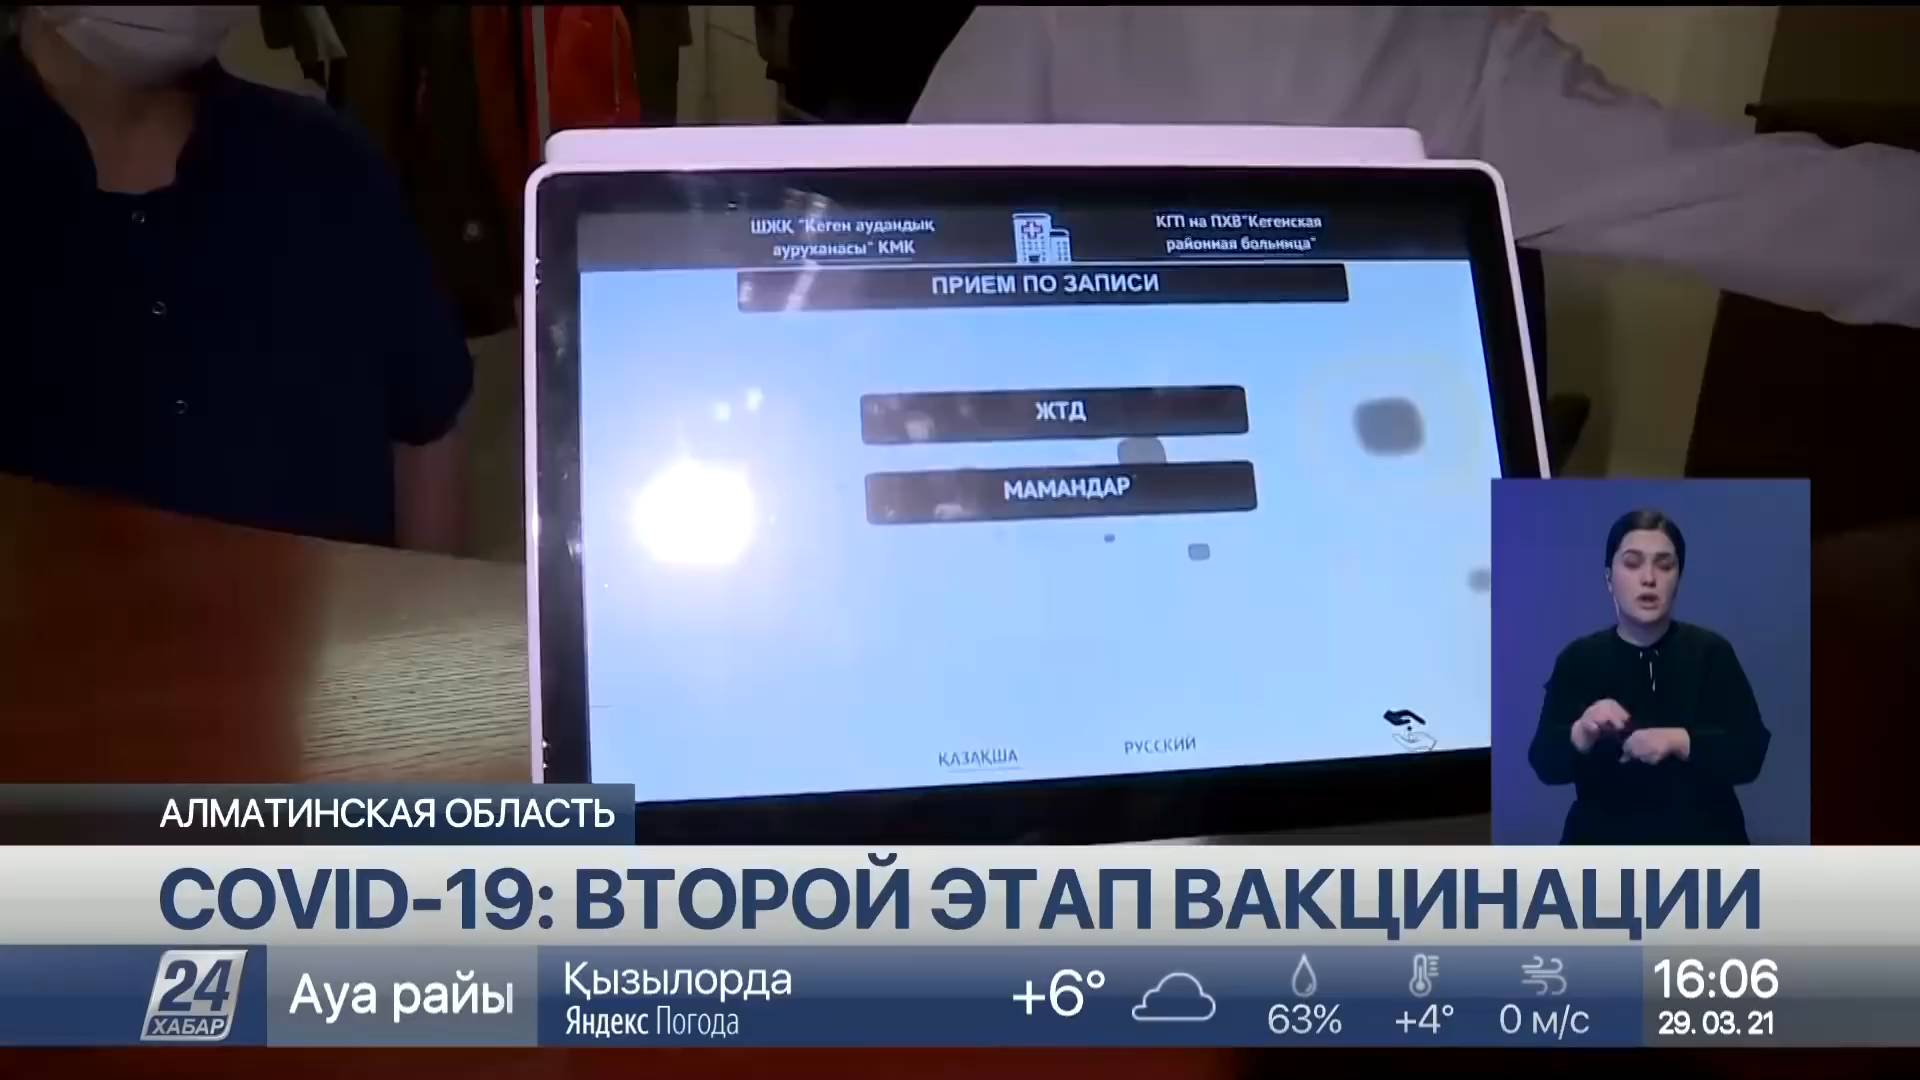 ШЖҚ "Кеген аудандық
ауруханасы" КМК
КГП на ПХВ"Кегенская
районная больница"
ПРИЕМ ПО ЗАПИСИ
ЖТД
МАМАНДАР
ҚАЗАҚША
РУССКИЙ
АЛМАТИНСКАЯ ОБЛАСТЬ
COVID-19: ВТОРОЙ ЭТАП ВАКЦИНАЦИИ
24
ХАБАР
Ауа райы
Қызылорда
Яндекс Погода
+6°
63%
+4°
0 м/с
16:06
29. 03. 21